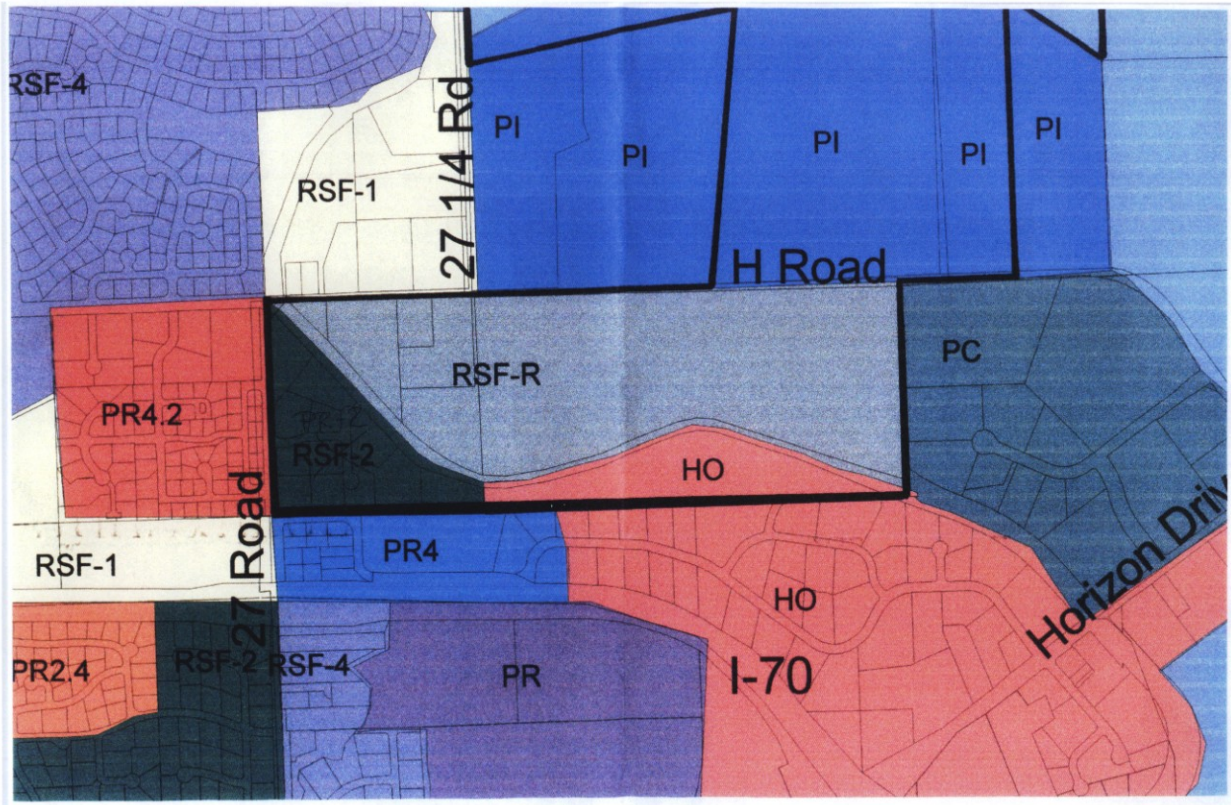 RSF-4
27 1/4 Rd
PI
PI
PI
PI
PI
RSF-1
H Road
PC
RSF-R
PR4.2
RSF-2
HO
27 Road
RSF-1
PR4
HO
Horizon Driv
PR2.4
RSF-2
RSF-4
PR
I-70